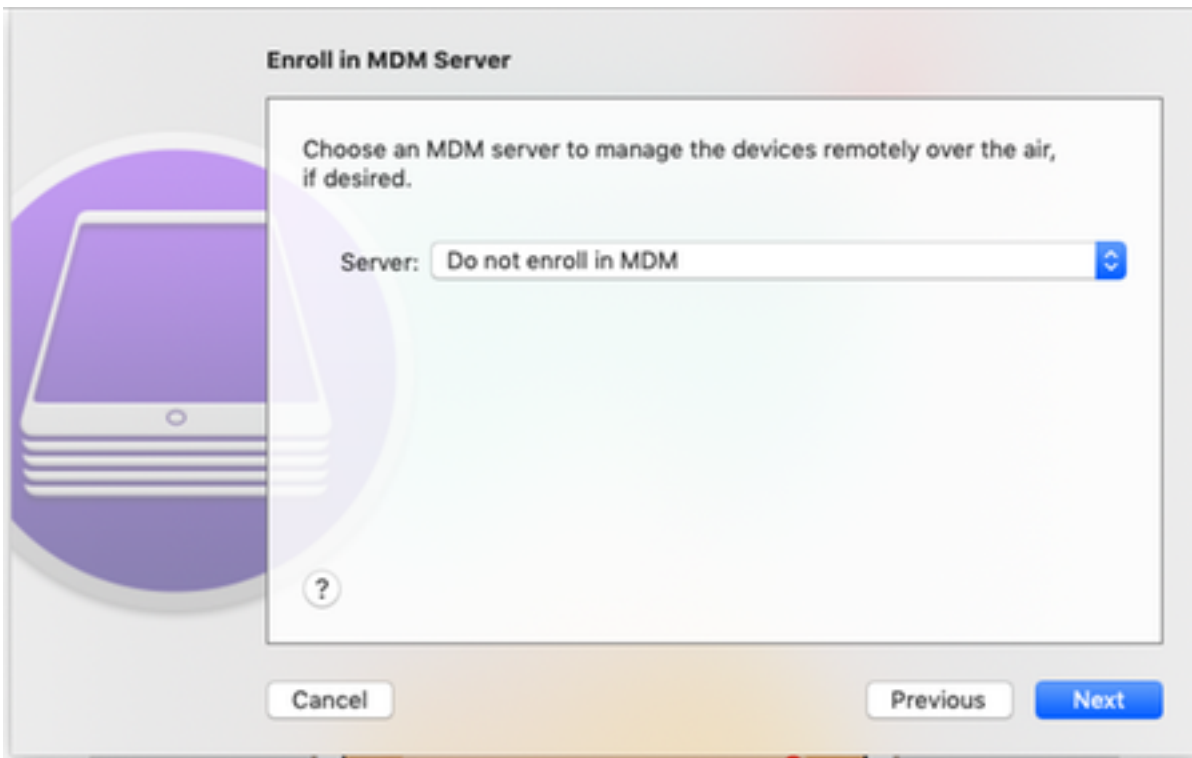 Enroll in MDM Server
Choose an MDM server to manage the devices remotely over the air,
if desired.
Server: Do not enroll in MDM
?
Cancel Previous Next